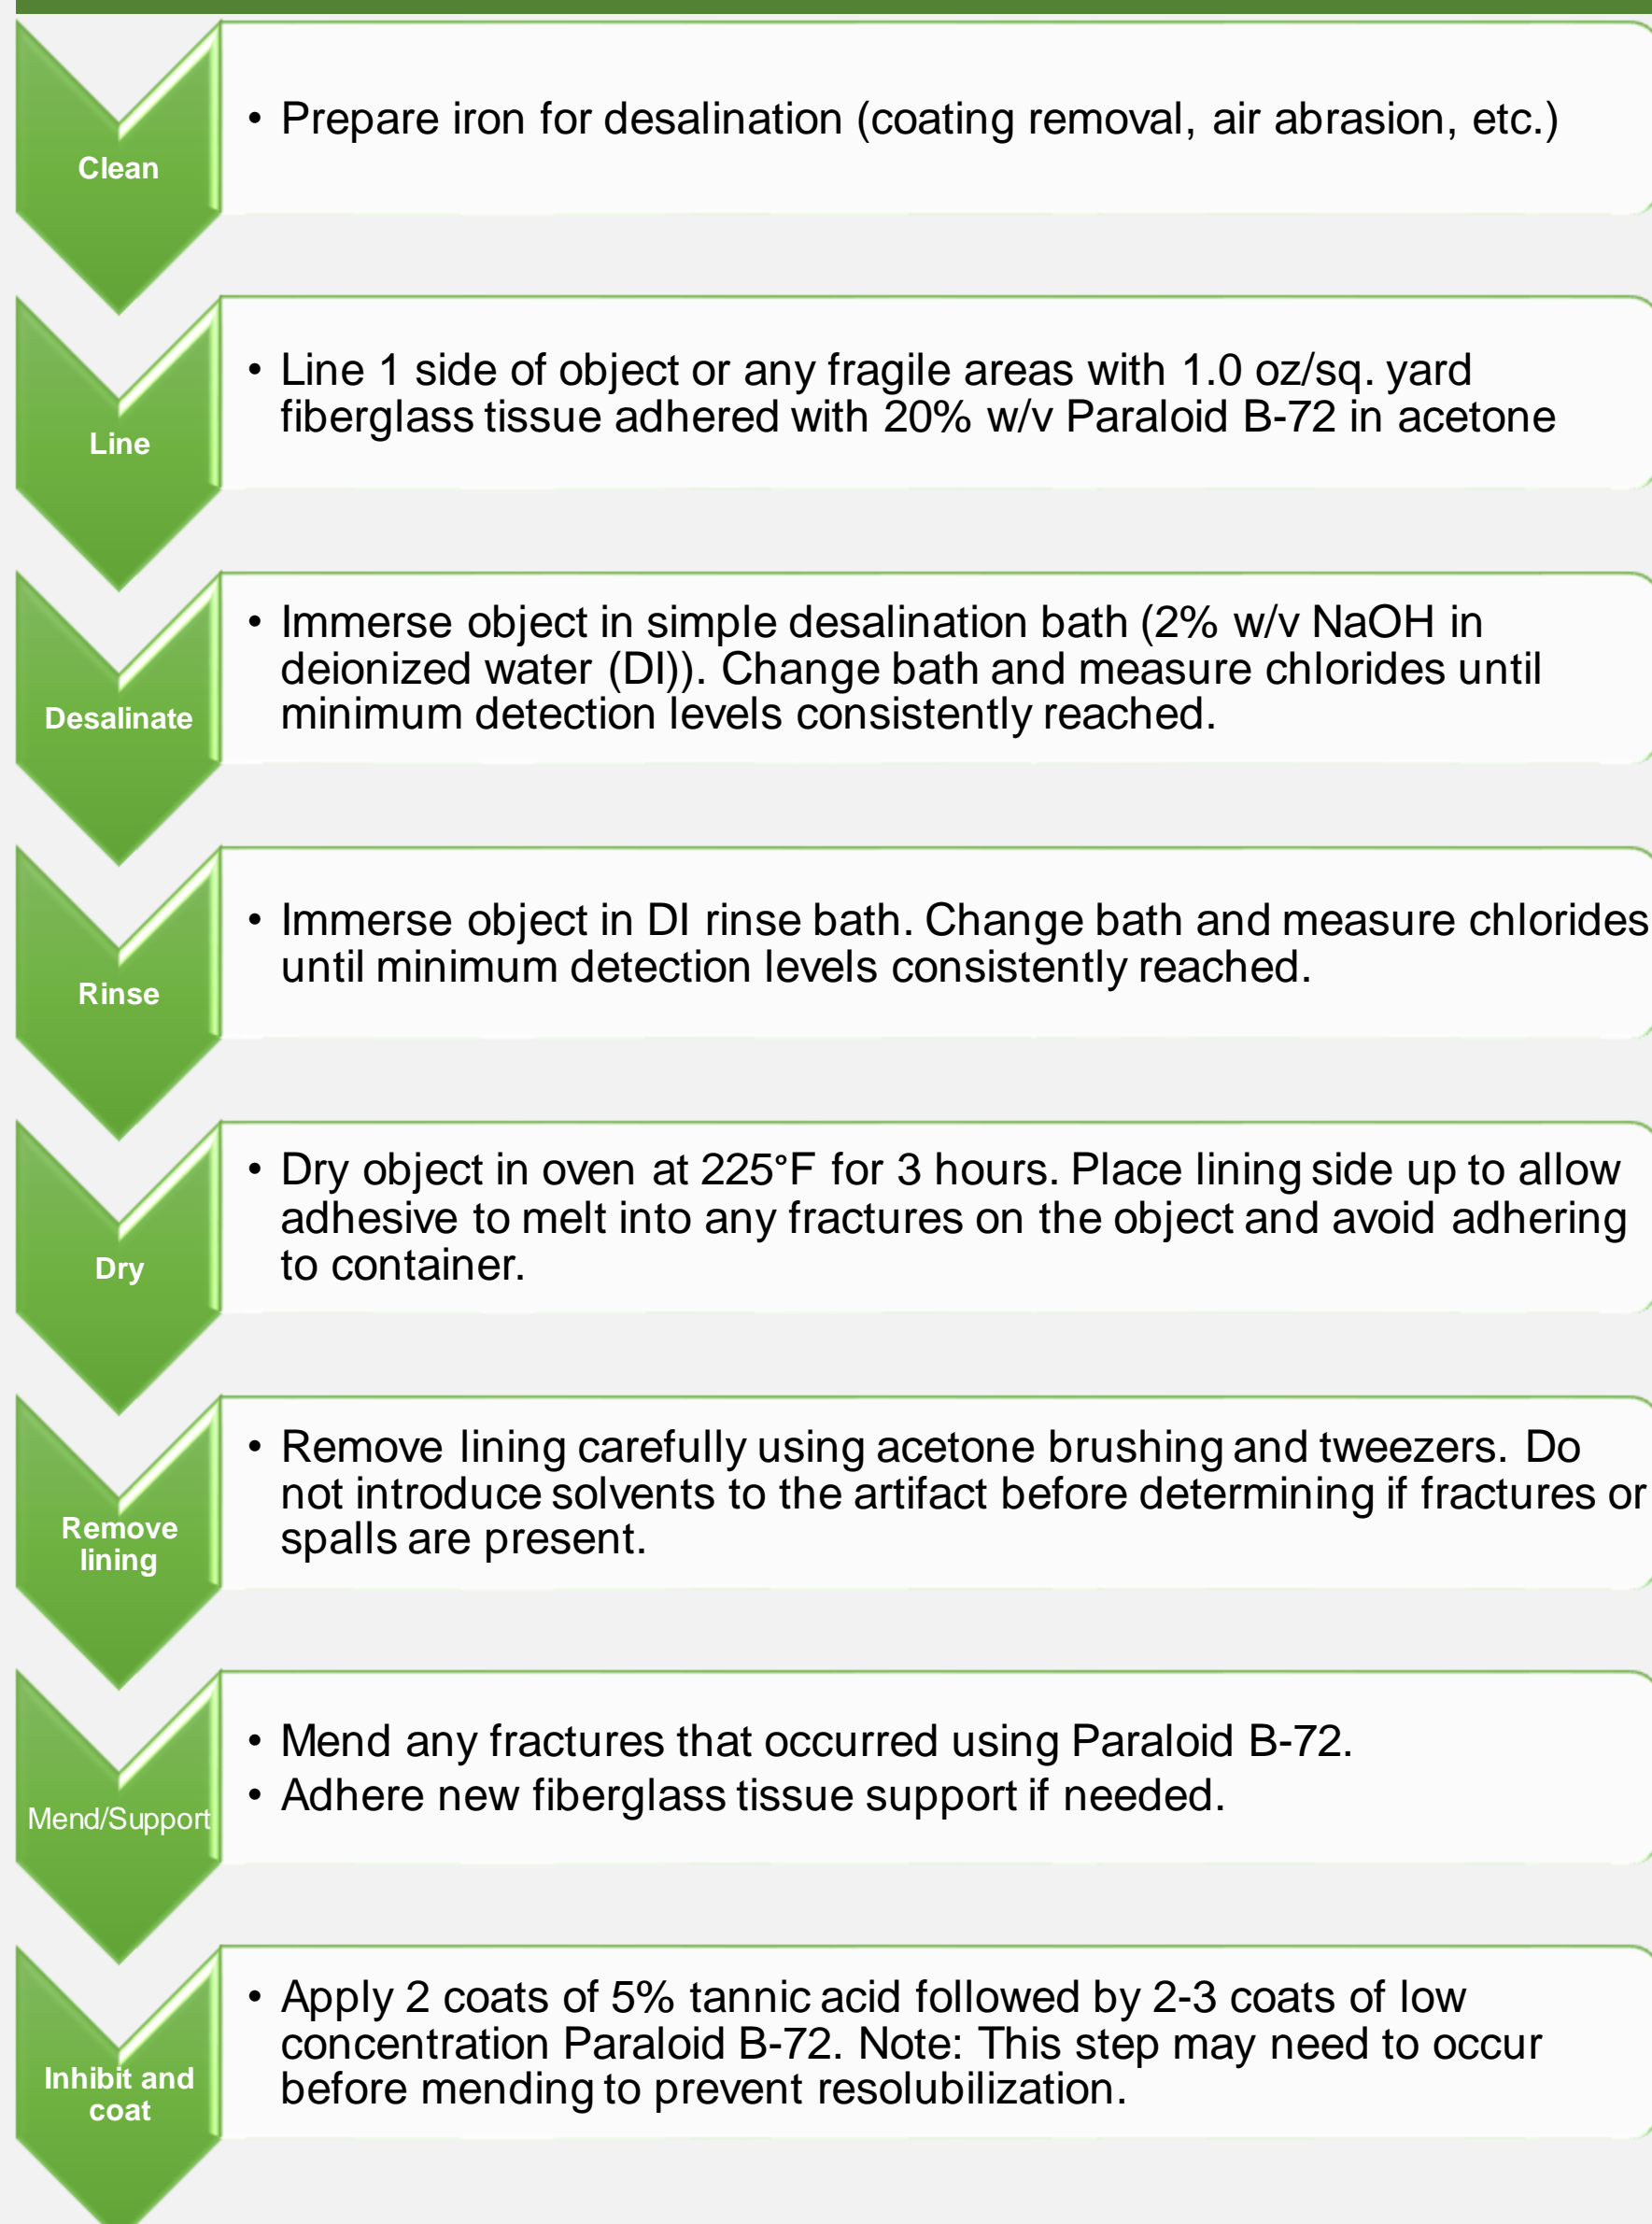 Clean
• Prepare iron for desalination (coating removal, air abrasion, etc.)
Line
• Line 1 side of object or any fragile areas with 1.0 oz/sq. yard
fiberglass tissue adhered with 20% w/v Paraloid B-72 in acetone
Desalinate
• Immerse object in simple desalination bath (2% w/v NaOH in
deionized water (DI)). Change bath and measure chlorides until
minimum detection levels consistently reached.
Rinse
• Immerse object in DI rinse bath. Change bath and measure chlorides
until minimum detection levels consistently reached.
Dry
• Dry object in oven at 225°F for 3 hours. Place lining side up to allow
adhesive to melt into any fractures on the object and avoid adhering
to container.
Remove
lining
• Remove lining carefully using acetone brushing and tweezers. Do
not introduce solvents to the artifact before determining if fractures or
spalls are present.
Mend/Support
• Mend any fractures that occurred using Paraloid B-72.
• Adhere new fiberglass tissue support if needed.
Inhibit and
coat
• Apply 2 coats of 5% tannic acid followed by 2-3 coats of low
concentration Paraloid B-72. Note: This step may need to occur
before mending to prevent resolubilization.